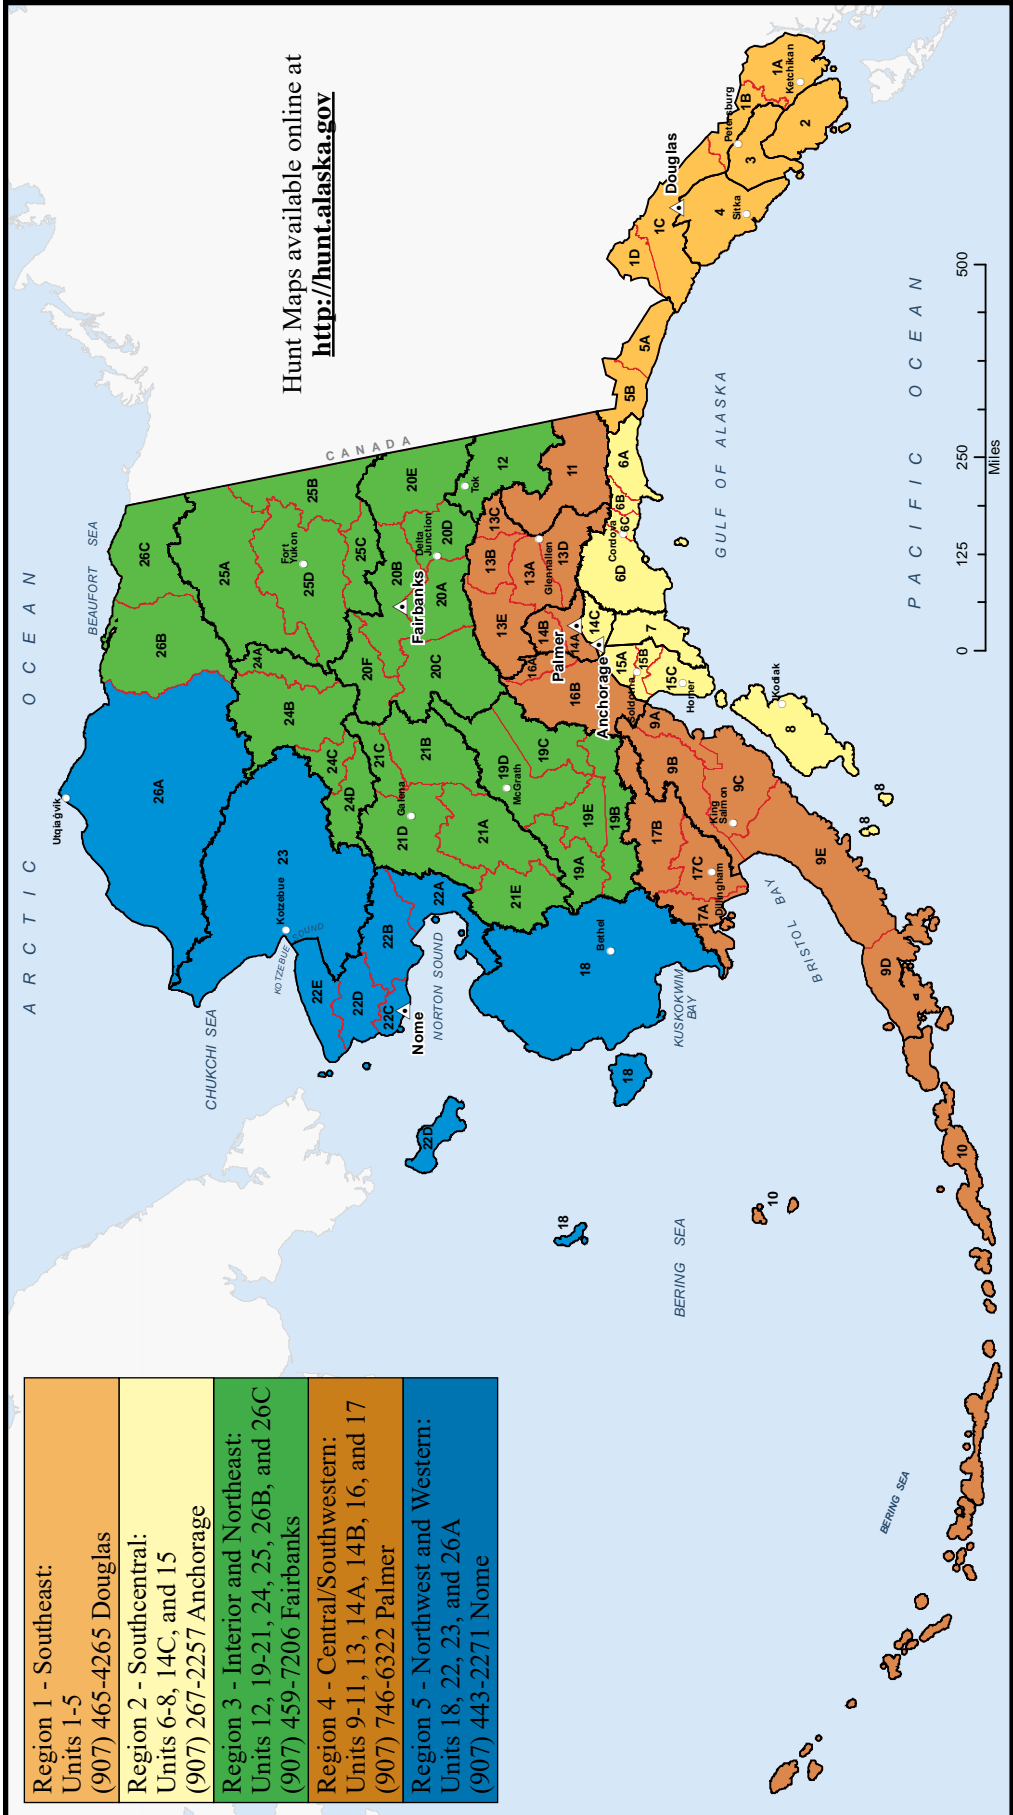 Region 1 - Southeast:
Units 1-5
(907) 465-4265 Douglas
Region 2 - Southcentral:
Units 6-8, 14C, and 15
(907) 267-2257 Anchorage
Region 3 - Interior and Northeast:
Units 12, 19-21, 24, 25, 26B, and 26C
(907) 459-7206 Fairbanks
Region 4 - Central/Southwestern:
Units 9-11, 13, 14A, 14B, 16, and 17
(907) 746-6322 Palmer
Region 5 - Northwest and Western:
Units 18, 22, 23, and 26A
(907) 443-2271 Nome
Hunt Maps available online at
http://hunt.alaska.gov
ARCTIC OCEAN
BEAUFORT SEA
CHUKCHI SEA
KOTZEBUE SOUND
NORTON SOUND
KUSKOKWIM
BAY
BRISTOL BAY
BERING SEA
BERING SEA
GULF OF ALASKA
PACIFIC OCEAN
CANADA
Utqiaġvik
26A
26B
26C
Kotzebue
23
24A
24B
24C
24D
25A
25B
25C
Fort
Yukon
25D
22E
22D
22C
22B
22A
22D
Nome
21C
21B
Galena
21D
21A
21E
20F
20C
20B
20A
Fairbanks
Delta
Junction
20D
20E
Tok
12
19D
McGrath
19C
19E
19B
19A
18
Bethel
18
18
13E
13B
13C
13A
13D
Glennallen
11
16A
16B
14B
14A
Palmer
14C
Anchorage
15A
15B
15C
Soldotna
Homer
7
6D
Cordova
6C
6B
6A
17B
17C
17A
Dillingham
9A
9B
9C
King
Salmon
9E
9D
8
Kodiak
8
8
10
10
5B
5A
1D
1C
Douglas
4
Sitka
3
Petersburg
1B
2
1A
Ketchikan
0
125
250
500
Miles